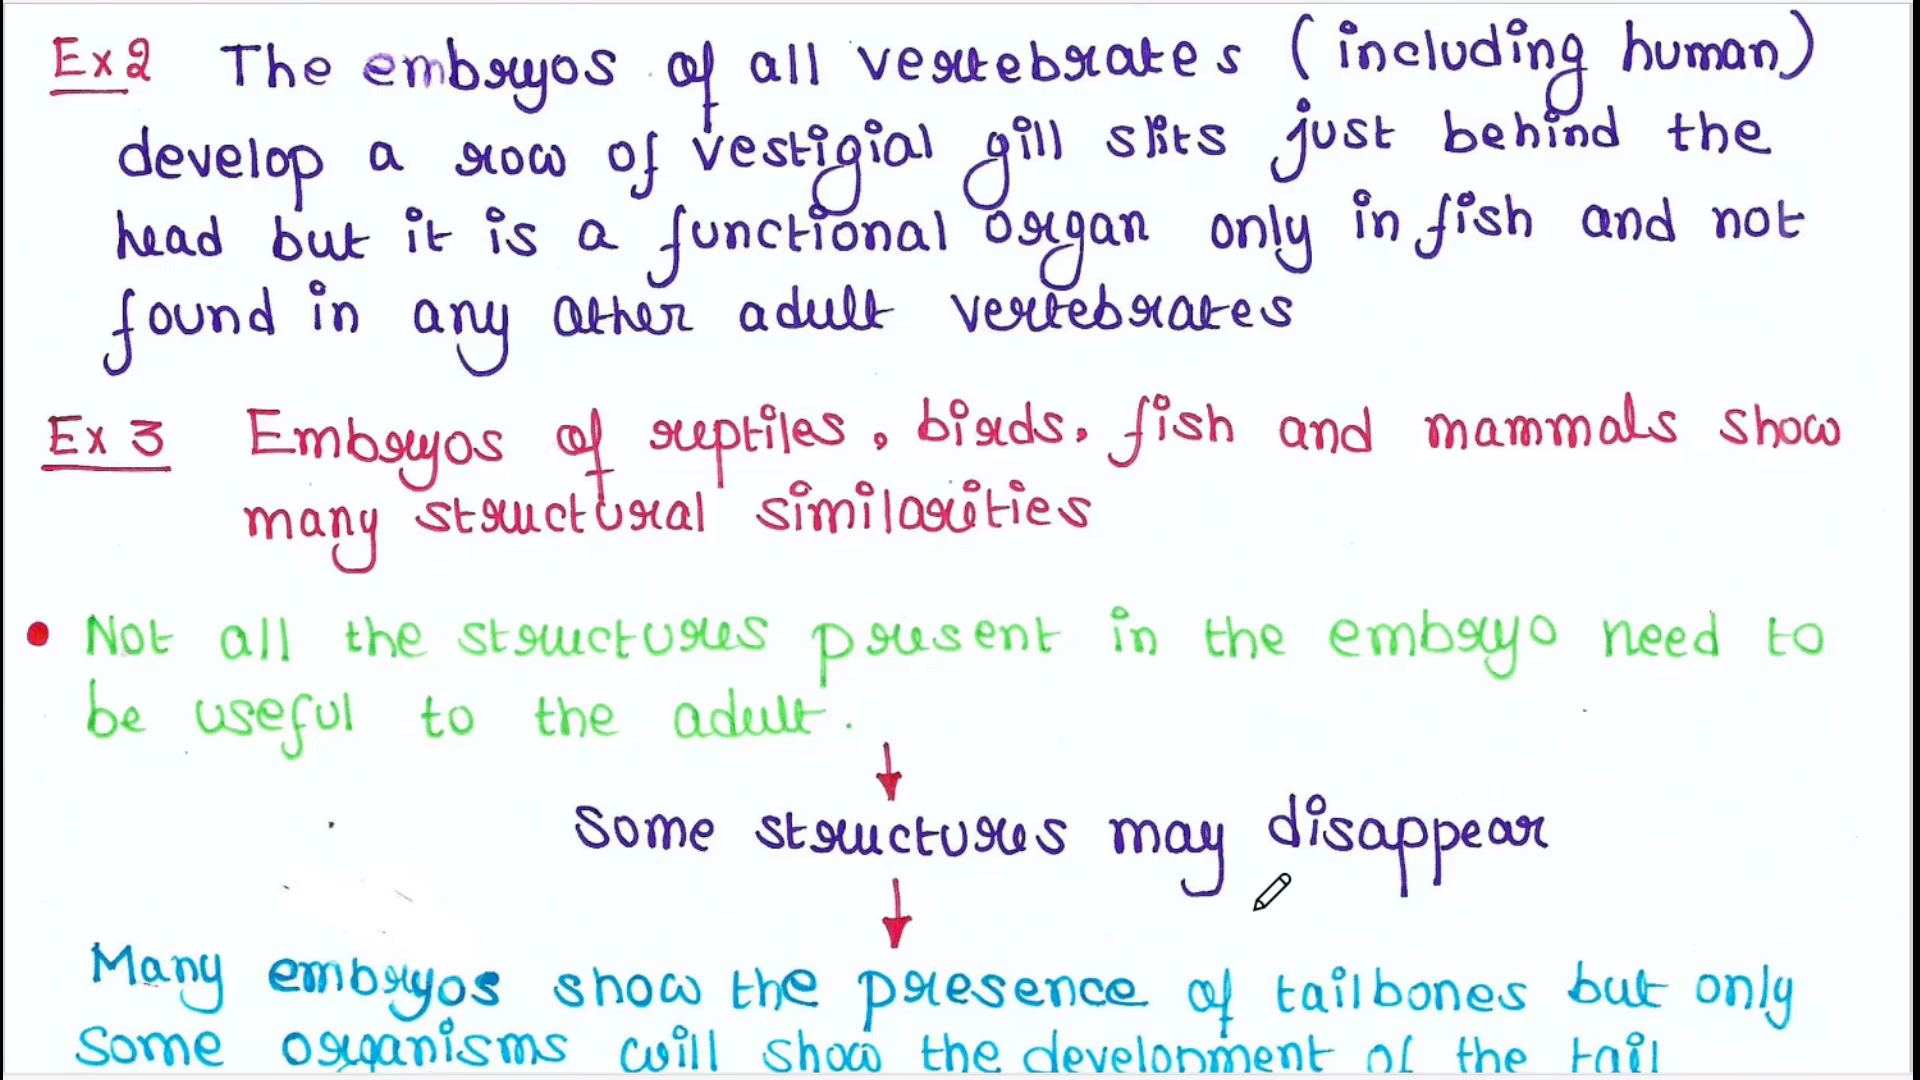 Ex 2 The embryos of all vertebrates (including human)
develop a row of vestigial gill slits just behind the
head but it is a functional organ only in fish and not
found in any other adult vertebrates
Ex 3 Embryos of reptiles, birds, fish and mammals show
many structural similarities
• Not all the structures present in the embryo need to
be useful to the adult.
Some structures may disappear
Many embryos show the presence of tailbones but only
some organisms will show the development of the tail